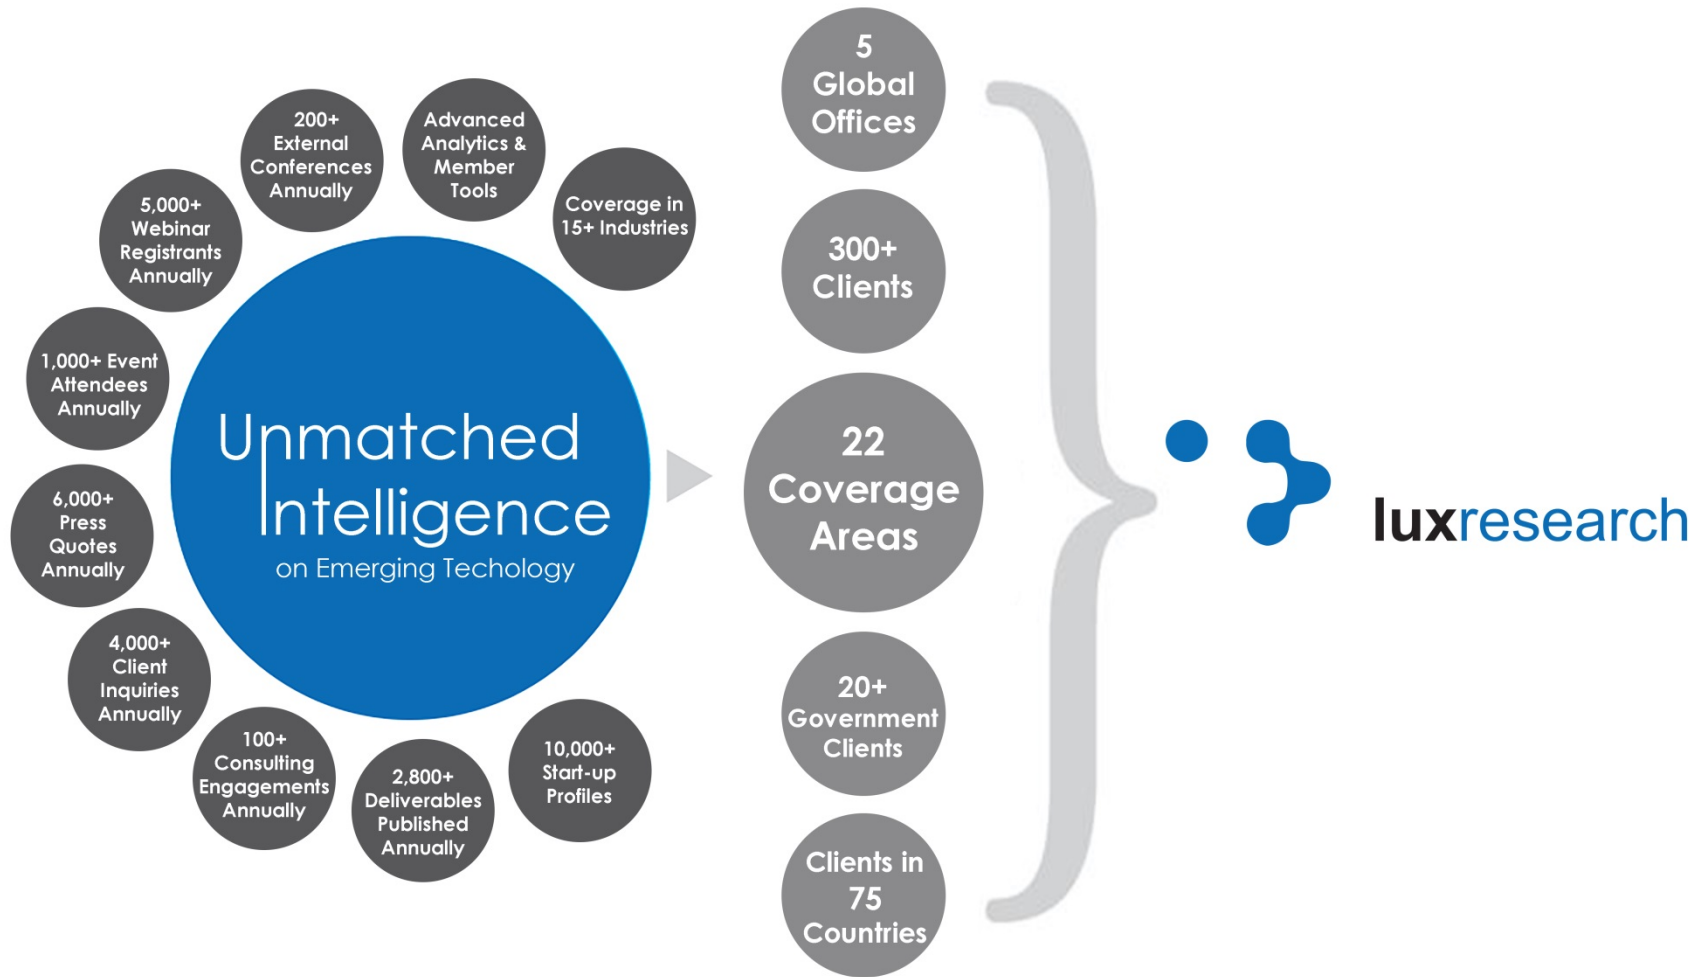 Coverage in
15+ Industries
Advanced
Analytics &
Member
Tools
200+
External
Conferences
Annually
5,000+
Webinar
Registrants
Annually
1,000+ Event
Attendees
Annually
6,000+
Press
Quotes
Annually
4,000+
Client
Inquiries
Annually
100+
Consulting
Engagements
Annually
2,800+
Deliverables
Published
Annually
10,000+
Start-up
Profiles
Unmatched
Intelligence
on Emerging Techology
5
Global
Offices
300+
Clients
22
Coverage
Areas
20+
Government
Clients
Clients in
75
Countries
luxresearch